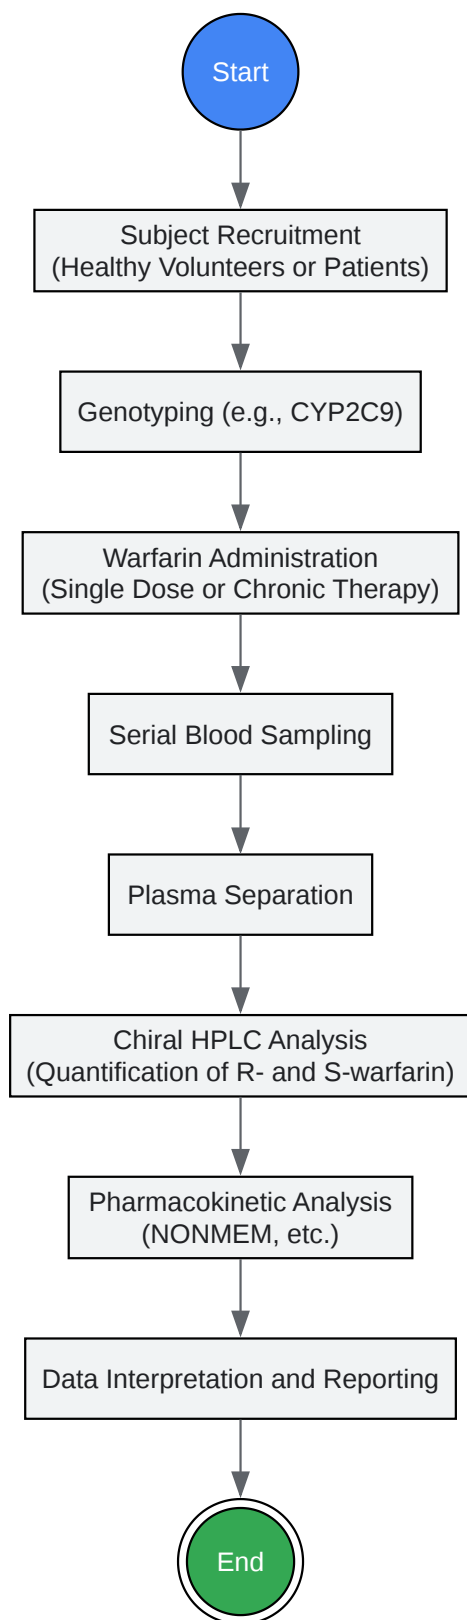 Start
Subject Recruitment
(Healthy Volunteers or Patients)
Genotyping (e.g., CYP2C9)
Warfarin Administration
(Single Dose or Chronic Therapy)
Serial Blood Sampling
Plasma Separation
Chiral HPLC Analysis
(Quantification of R- and S-warfarin)
Pharmacokinetic Analysis
(NONMEM, etc.)
Data Interpretation and Reporting
End